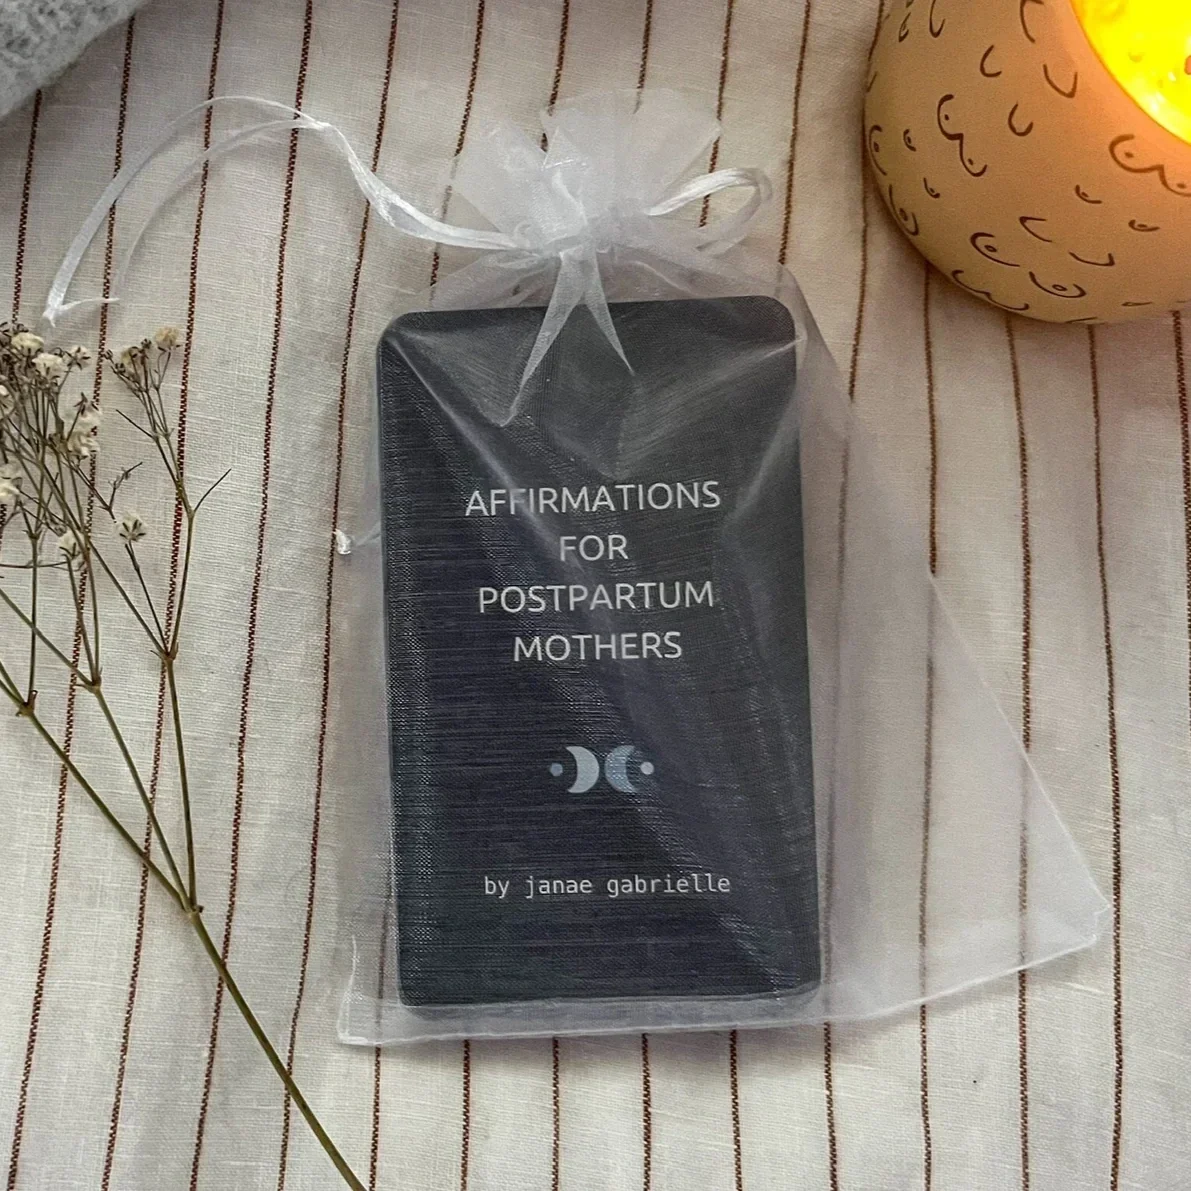 AFFIRMATIONS
FOR
POSTPARTUM
MOTHERS
by janae gabrielle